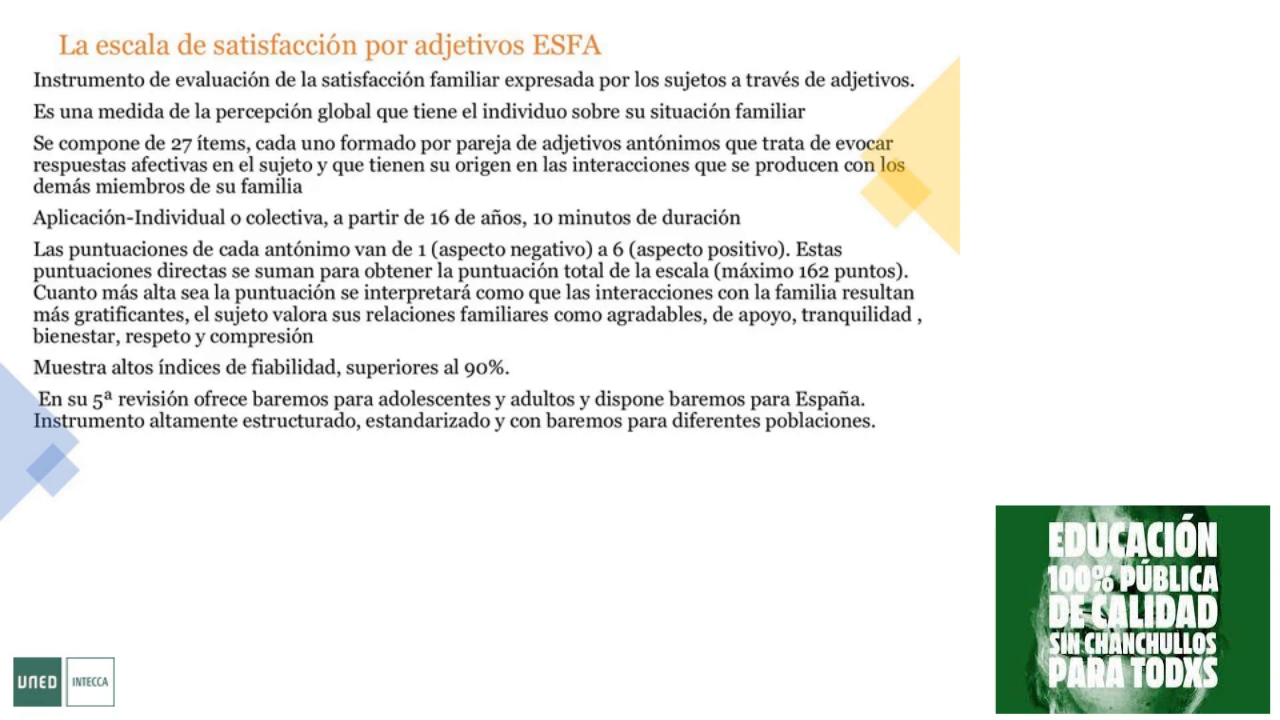 La escala de satisfacción por adjetivos ESFA
Instrumento de evaluación de la satisfacción familiar expresada por los sujetos a través de adjetivos.
Es una medida de la percepción global que tiene el individuo sobre su situación familiar
Se compone de 27 ítems, cada uno formado por pareja de adjetivos antónimos que trata de evocar
respuestas afectivas en el sujeto y que tienen su origen en las interacciones que se producen con los
demás miembros de su familia
Aplicación-Individual o colectiva, a partir de 16 de años, 10 minutos de duración
Las puntuaciones de cada antónimo van de 1 (aspecto negativo) a 6 (aspecto positivo). Estas
puntuaciones directas se suman para obtener la puntuación total de la escala (máximo 162 puntos).
Cuanto más alta sea la puntuación se interpretará como que las interacciones con la familia resultan
más gratificantes, el sujeto valora sus relaciones familiares como agradables, de apoyo, tranquilidad ,
bienestar, respeto y compresión
Muestra altos índices de fiabilidad, superiores al 90%.
En su 5ª revisión ofrece baremos para adolescentes y adultos y dispone baremos para España.
Instrumento altamente estructurado, estandarizado y con baremos para diferentes poblaciones.
EDUCACIÓN
100% PÚBLICA
DE CALIDAD
SIN CHANCHULLOS
PARA TODXS
UNED INTECCA